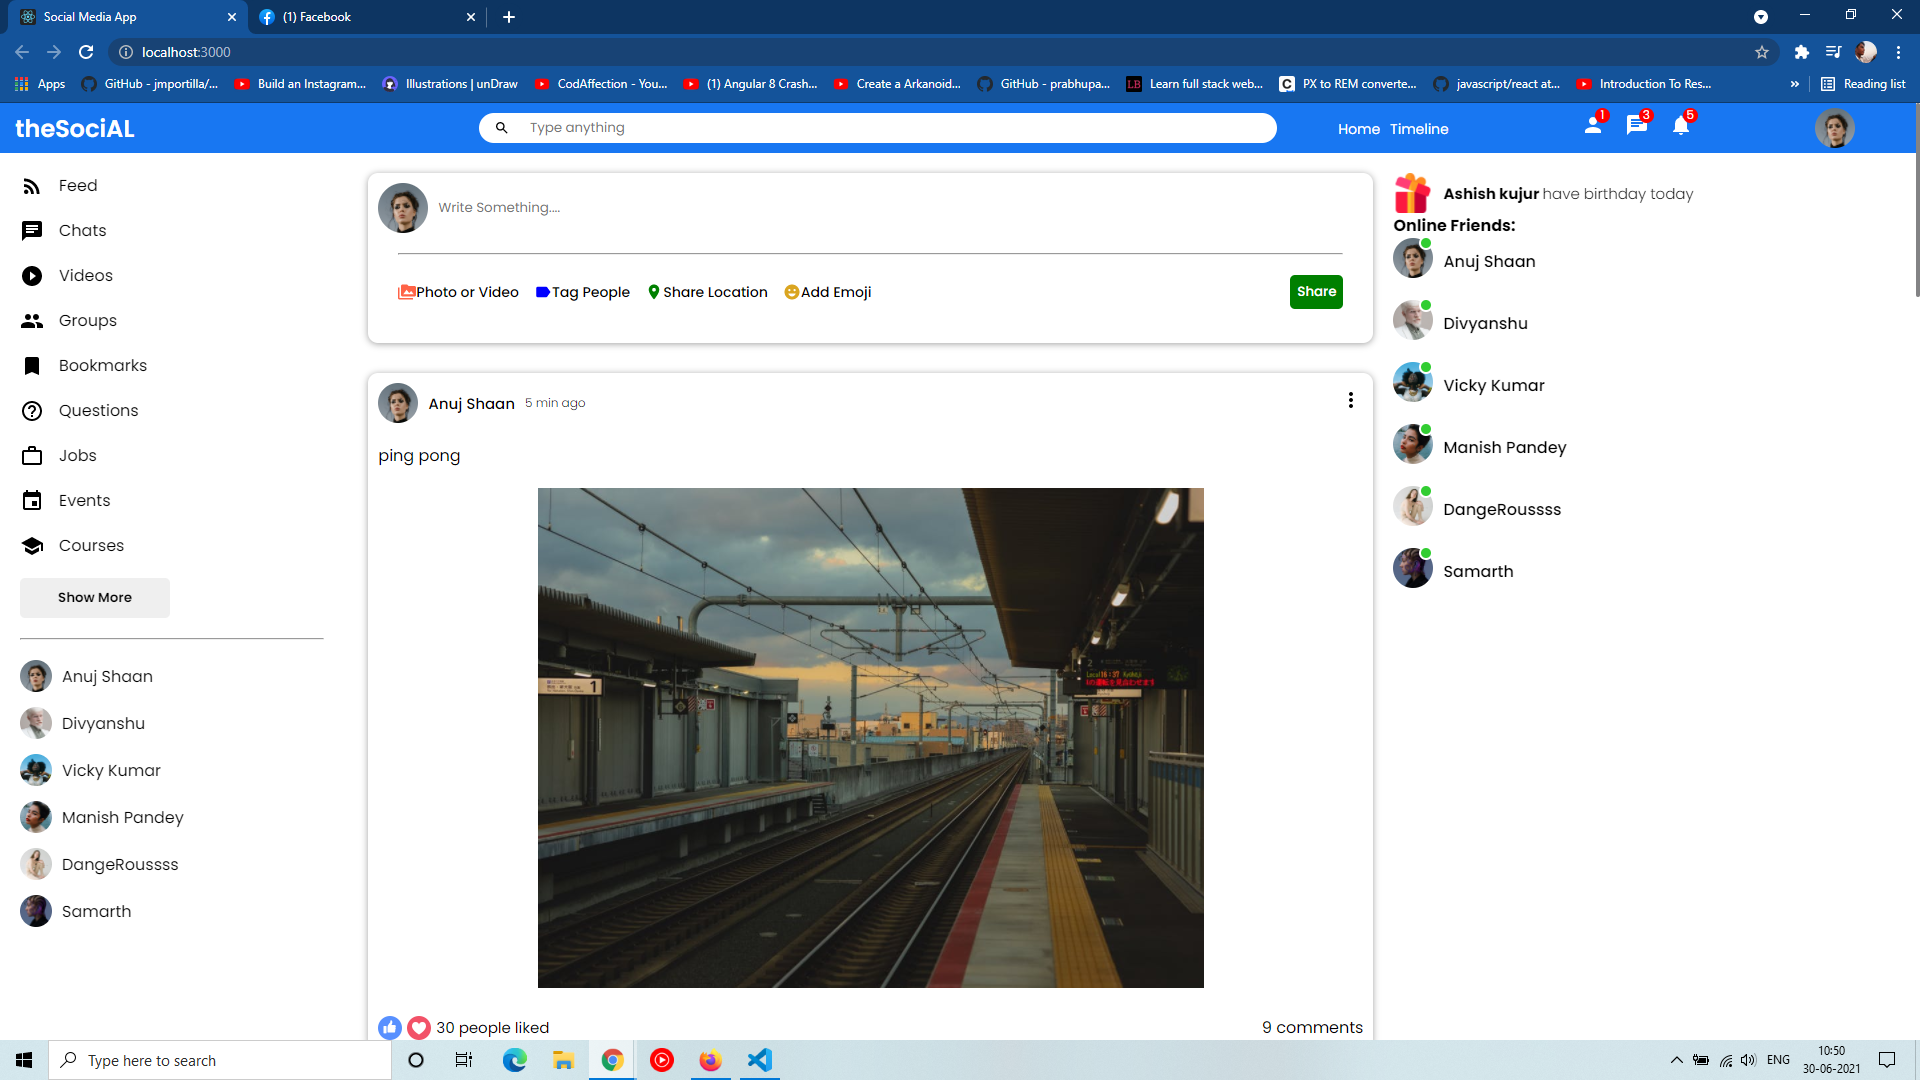 Social Media App
(1) Facebook
localhost:3000
Apps
GitHub - jmportilla/...
Build an Instagram...
Illustrations | unDraw
CodAffection - You...
(1) Angular 8 Crash...
Create a Arkanoid...
GitHub - prabhupa...
LB
Learn full stack web...
C
PX to REM converte...
javascript/react at...
Introduction To Res...
»
Reading list
theSociAL
Type anything
Home
Timeline
1
3
5
Feed
Chats
Videos
Groups
Bookmarks
Questions
Jobs
Events
Courses
Show More
Anuj Shaan
Divyanshu
Vicky Kumar
Manish Pandey
DangeRoussss
Samarth
Write Something....
Photo or Video
Tag People
Share Location
Add Emoji
Share
Anuj Shaan
5 min ago
ping pong
1
2
30 people liked
9 comments
Ashish kujur have birthday today
Online Friends:
Anuj Shaan
Divyanshu
Vicky Kumar
Manish Pandey
DangeRoussss
Samarth
Type here to search
ENG
10:50
30-06-2021